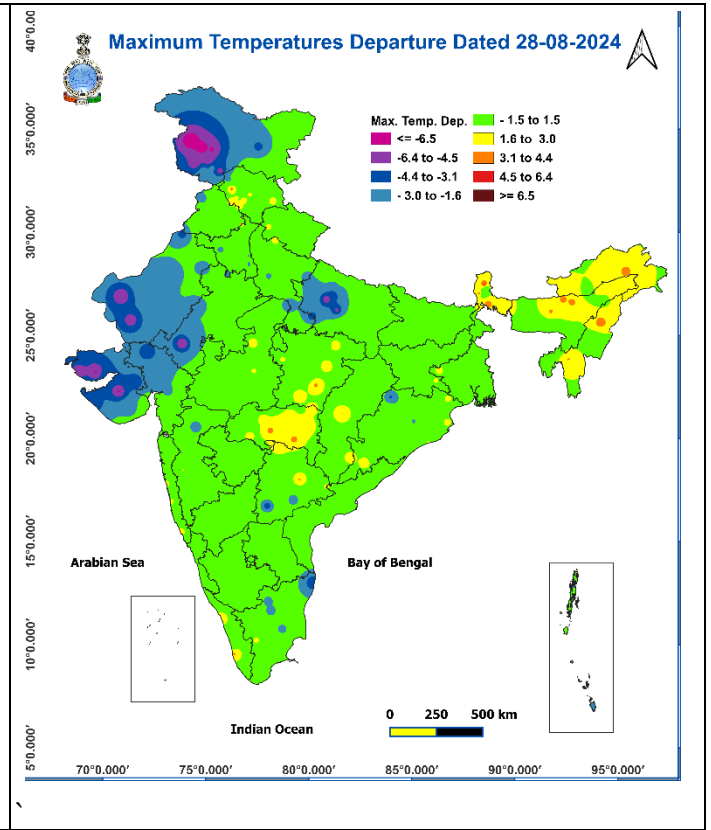 Maximum Temperatures Departure Dated 28-08-2024
Max. Temp. Dep.
<= -6.5
-6.4 to -4.5
-4.4 to -3.1
- 3.0 to -1.6
- 1.5 to 1.5
1.6 to 3.0
3.1 to 4.4
4.5 to 6.4
>= 6.5
40°0.00
35°0.000'
30°0.000'
25°0.000'
20°0.000'
15°0.000'
10°0.000'
5°0.000'
Arabian Sea
Bay of Bengal
Indian Ocean
0 250 500 km
70°0.000' 75°0.000' 80°0.000' 85°0.000' 90°0.000' 95°0.000'